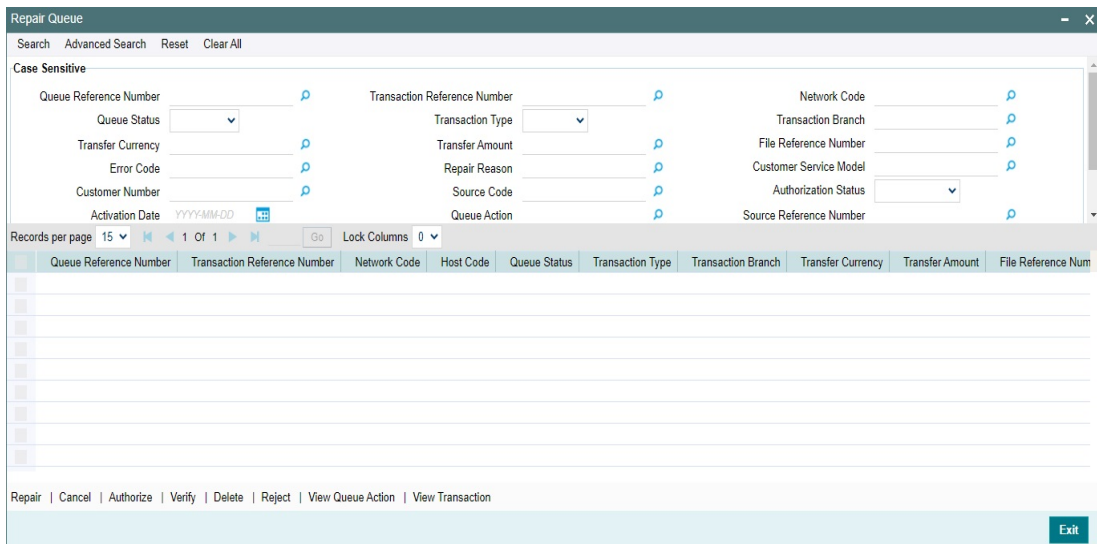 Repair Queue
Search Advanced Search Reset Clear All
Case Sensitive
Queue Reference Number Transaction Reference Number Network Code
Queue Status Transaction Type Transaction Branch
Transfer Currency Transfer Amount File Reference Number
Error Code Repair Reason Customer Service Model
Customer Number Source Code Authorization Status
Activation Date YYYY-MM-DD Queue Action Source Reference Number
Records per page 15 1 Of 1 Go Lock Columns 0
Queue Reference Number Transaction Reference Number Network Code Host Code Queue Status Transaction Type Transaction Branch Transfer Currency Transfer Amount File Reference Num
Repair | Cancel | Authorize | Verify | Delete | Reject | View Queue Action | View Transaction
Exit